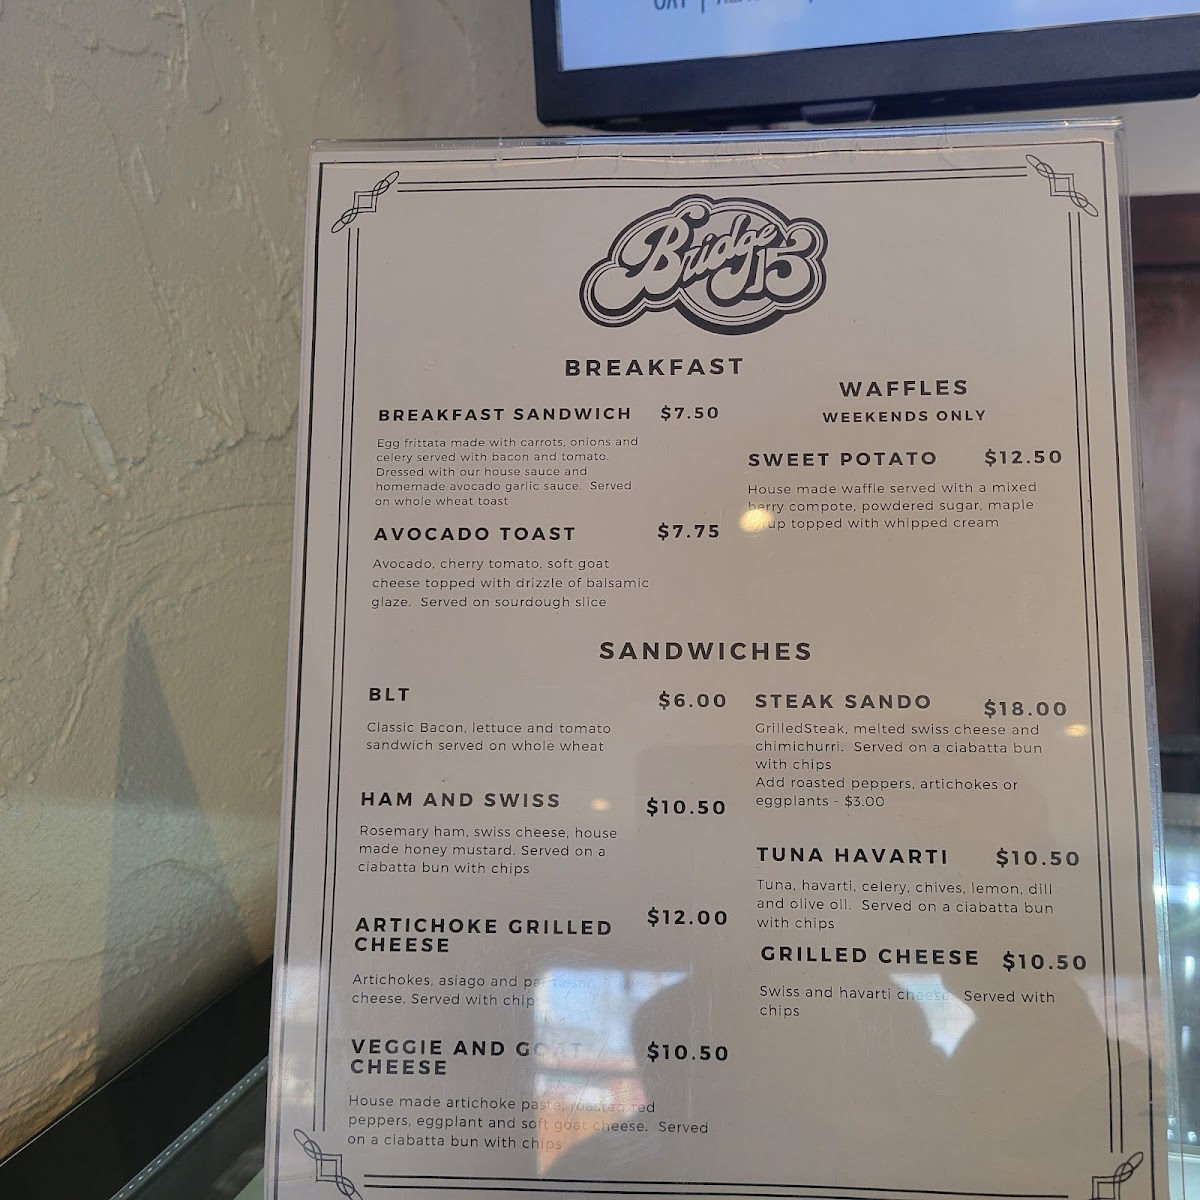 Bridge 15
BREAKFAST
BREAKFAST SANDWICH $7.50
Egg frittata made with carrots, onions and
celery served with bacon and tomato.
Dressed with our house sauce and
homemade avocado garlic sauce. Served
on whole wheat toast
AVOCADO TOAST $7.75
Avocado, cherry tomato, soft goat
cheese topped with drizzle of balsamic
glaze. Served on sourdough slice
WAFFLES
WEEKENDS ONLY
SWEET POTATO $12.50
House made waffle served with a mixed
berry compote, powdered sugar, maple
topped with whipped cream
SANDWICHES
BLT $6.00
Classic Bacon, lettuce and tomato
sandwich served on whole wheat
HAM AND SWISS $10.50
Rosemary ham, swiss cheese, house
made honey mustard. Served on a
ciabatta bun with chips
ARTICHOKE GRILLED $12.00
CHEESE
Artichokes, asiago and parmesan
cheese. Served with chips
VEGGIE AND GOAT $10.50
CHEESE
House made artichoke paste, roasted red
peppers, eggplant and soft goat cheese. Served
on a ciabatta bun with chips
STEAK SANDO $18.00
GrilledSteak, melted swiss cheese and
chimichurri. Served on a ciabatta bun
with chips
Add roasted peppers, artichokes or
eggplants - $3.00
TUNA HAVARTI $10.50
Tuna, havarti, celery, chives, lemon, dill
and olive oil. Served on a ciabatta bun
with chips
GRILLED CHEESE $10.50
Swiss and havarti cheese. Served with
chips